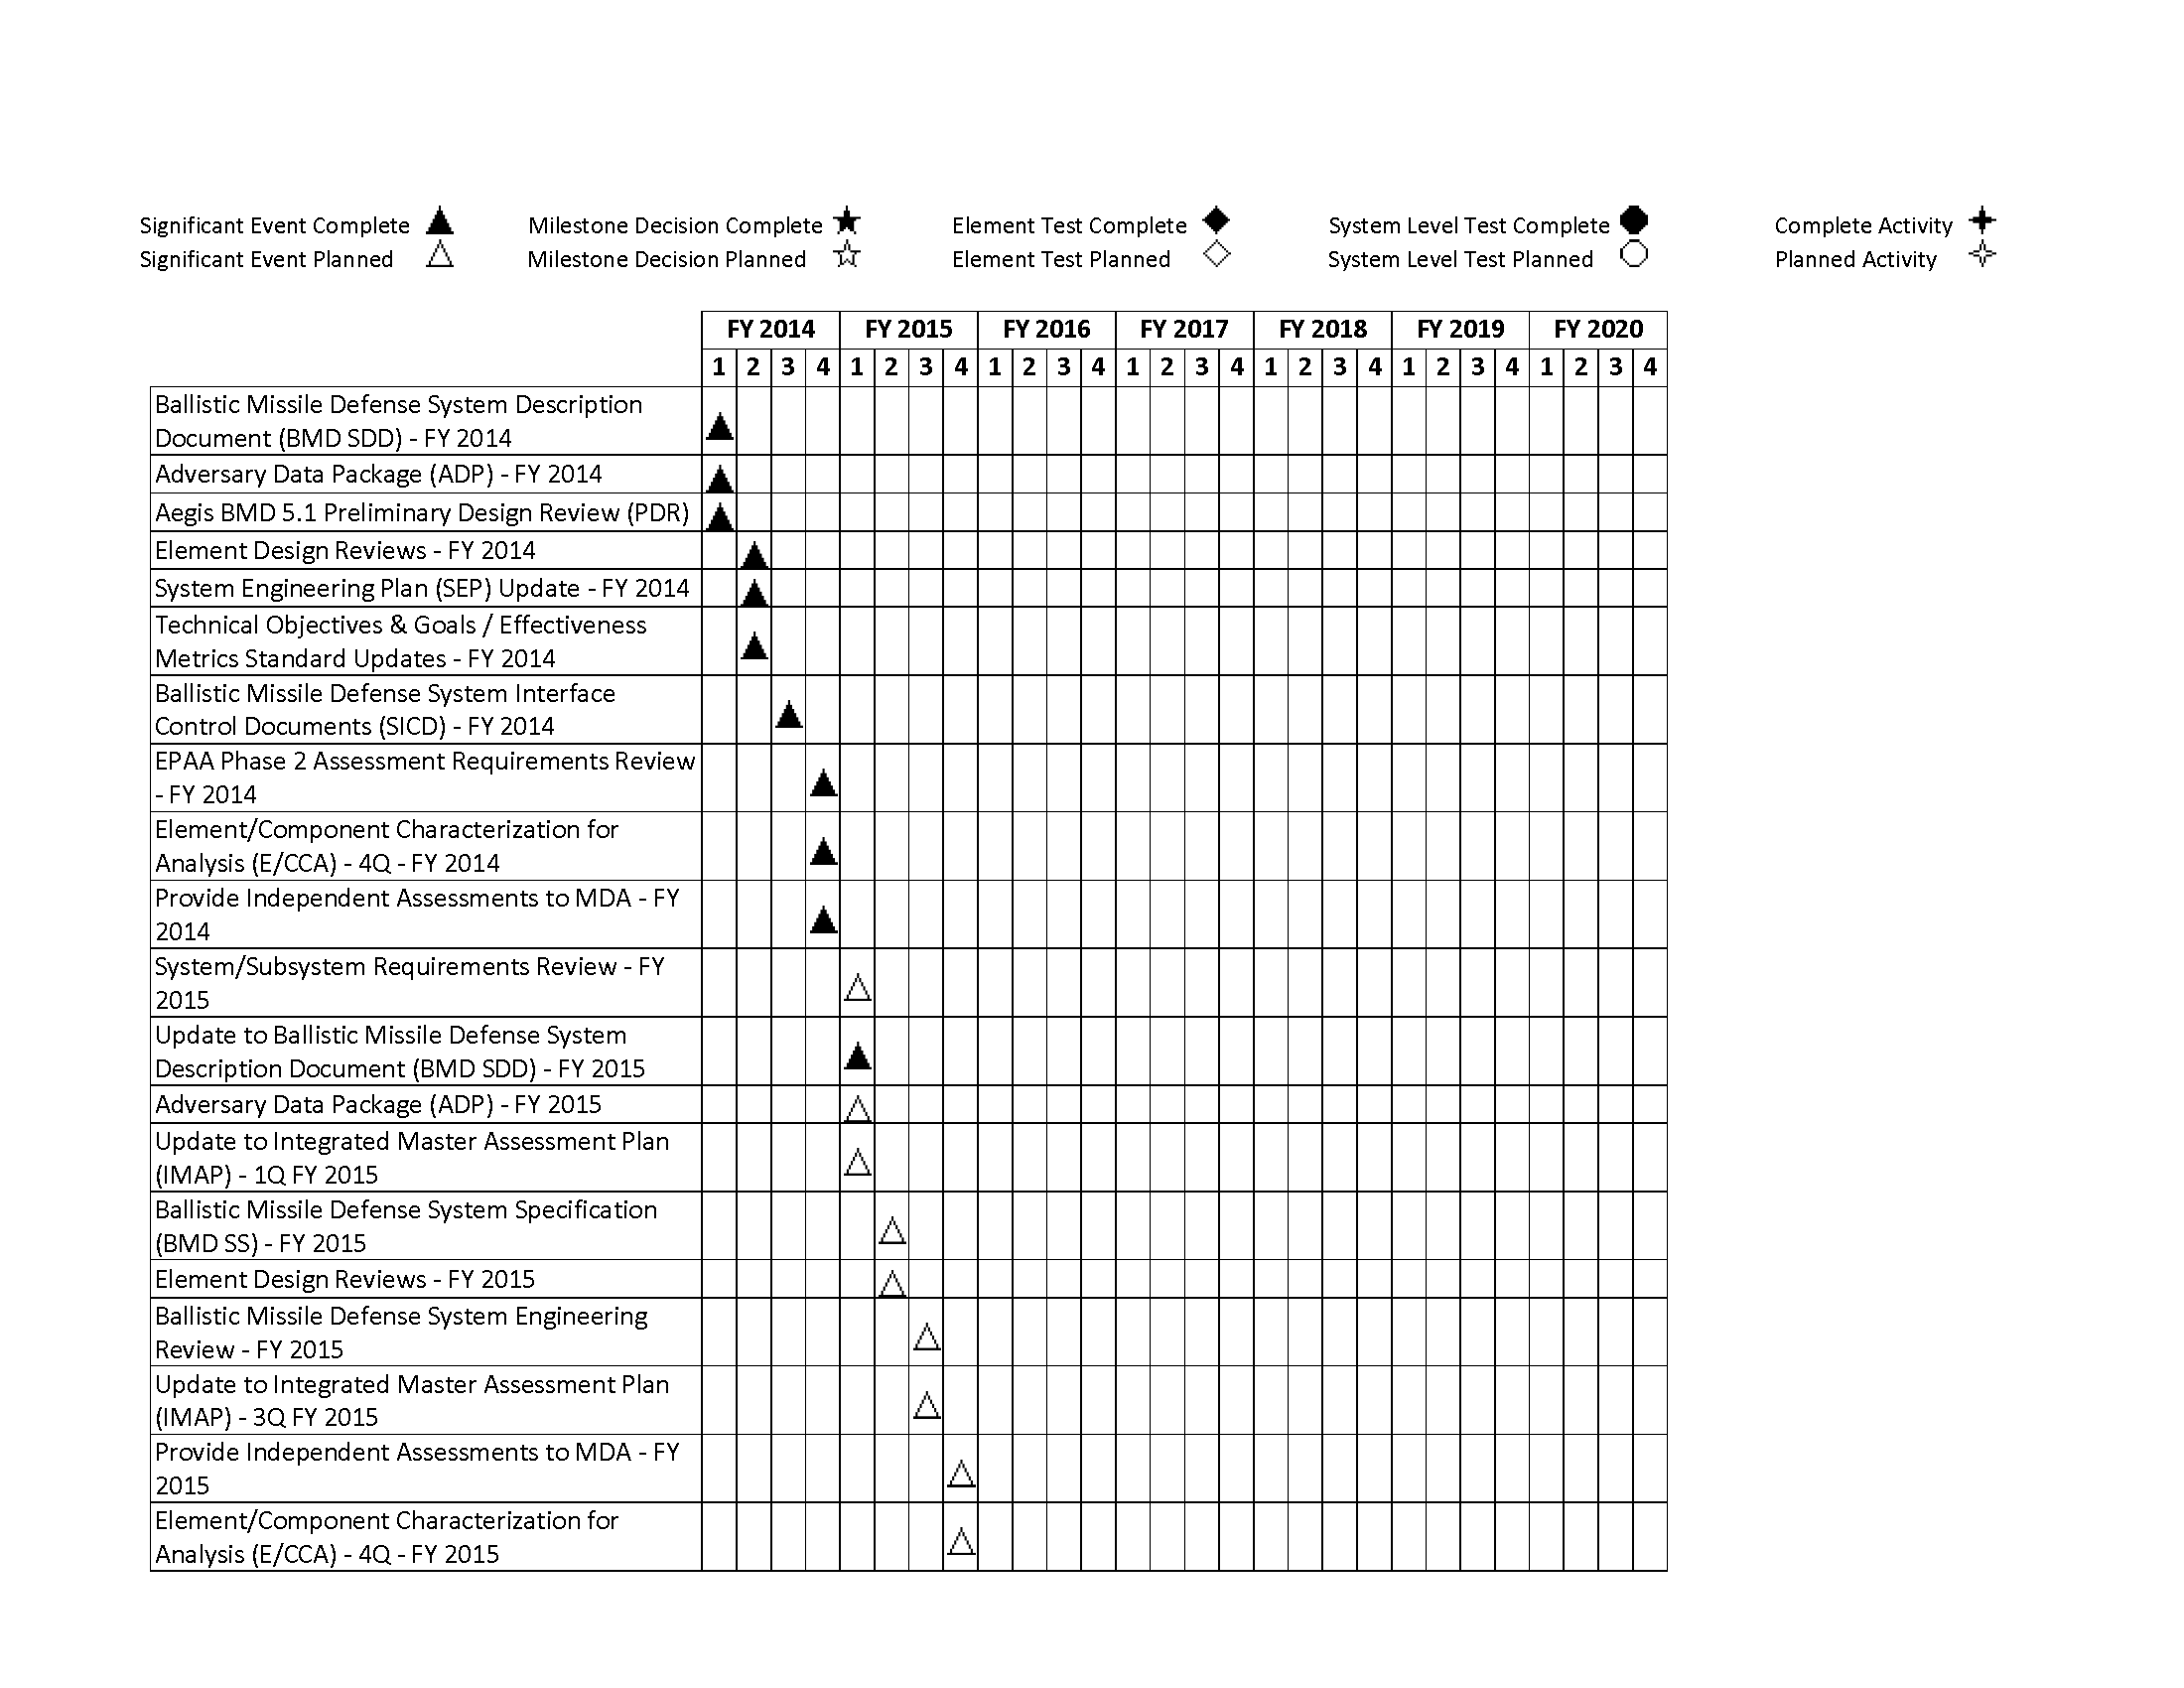 Significant Event Complete Milestone Decision Complete Element Test Complete System Level Test Complete Complete Activity
Significant Event Planned Milestone Decision Planned Element Test Planned System Level Test Planned Planned Activity
FY 2014 FY 2015 FY 2016 FY 2017 FY 2018 FY 2019 FY 2020
1 2 3 4 1 2 3 4 1 2 3 4 1 2 3 4 1 2 3 4 1 2 3 4 1 2 3 4
Ballistic Missile Defense System Description
Document (BMD SDD) - FY 2014
Adversary Data Package (ADP) - FY 2014
Aegis BMD 5.1 Preliminary Design Review (PDR)
Element Design Reviews - FY 2014
System Engineering Plan (SEP) Update - FY 2014
Technical Objectives & Goals / Effectiveness
Metrics Standard Updates - FY 2014
Ballistic Missile Defense System Interface
Control Documents (SICD) - FY 2014
EPAA Phase 2 Assessment Requirements Review
- FY 2014
Element/Component Characterization for
Analysis (E/CCA) - 4Q - FY 2014
Provide Independent Assessments to MDA - FY
2014
System/Subsystem Requirements Review - FY
2015
Update to Ballistic Missile Defense System
Description Document (BMD SDD) - FY 2015
Adversary Data Package (ADP) - FY 2015
Update to Integrated Master Assessment Plan
(IMAP) - 1Q FY 2015
Ballistic Missile Defense System Specification
(BMD SS) - FY 2015
Element Design Reviews - FY 2015
Ballistic Missile Defense System Engineering
Review - FY 2015
Update to Integrated Master Assessment Plan
(IMAP) - 3Q FY 2015
Provide Independent Assessments to MDA - FY
2015
Element/Component Characterization for
Analysis (E/CCA) - 4Q - FY 2015